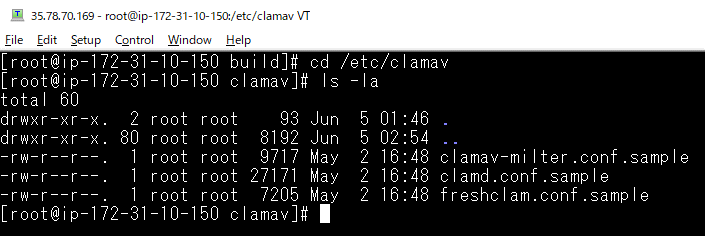 35.78.70.169 - root@ip-172-31-10-150:/etc/clamav VT
File Edit Setup Control Window Help
[root@ip-172-31-10-150 build]# cd /etc/clamav
[root@ip-172-31-10-150 clamav]# ls -la
total 60
drwxr-xr-x.  2 root root    93 Jun  5 01:46 .
drwxr-xr-x. 80 root root  8192 Jun  5 02:54 ..
-rw-r--r--.  1 root root  9717 May  2 16:48 clamav-milter.conf.sample
-rw-r--r--.  1 root root 27171 May  2 16:48 clamd.conf.sample
-rw-r--r--.  1 root root  7205 May  2 16:48 freshclam.conf.sample
[root@ip-172-31-10-150 clamav]#